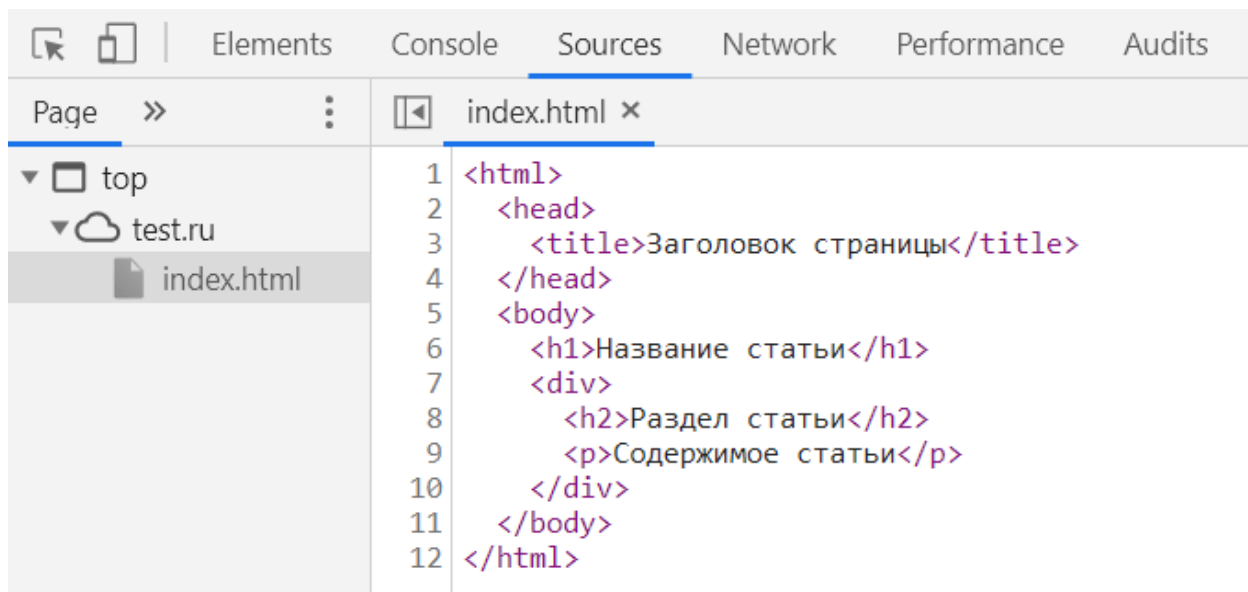 Elements Console Sources Network Performance Audits
Page » index.html ×
top
test.ru
index.html
1 <html>
2 <head>
3 <title>Заголовок страницы</title>
4 </head>
5 <body>
6 <h1>Название статьи</h1>
7 <div>
8 <h2>Раздел статьи</h2>
9 <p>Содержимое статьи</p>
10 </div>
11 </body>
12 </html>